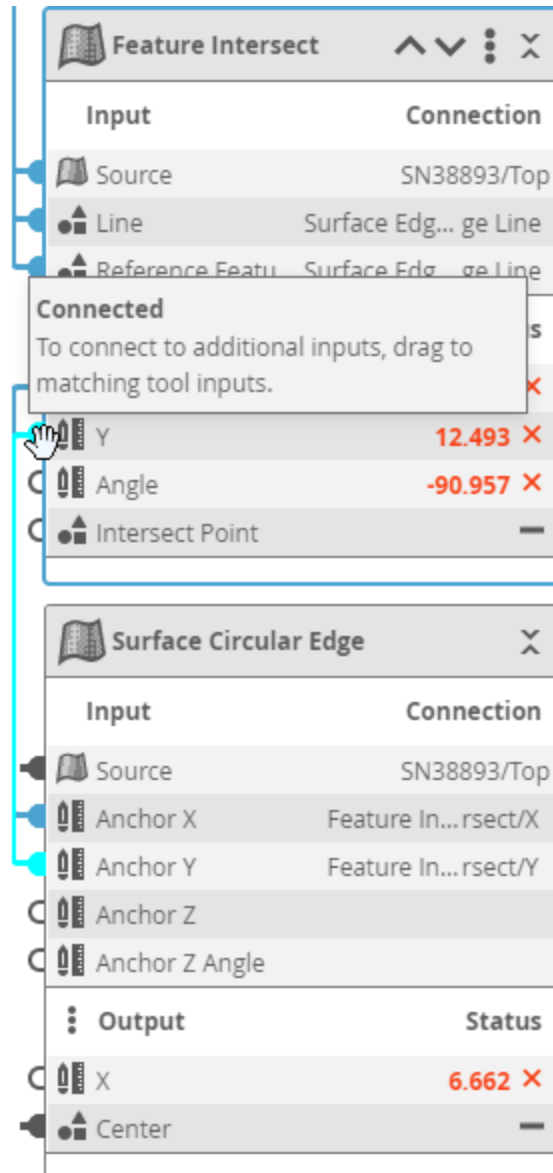 Feature Intersect
Input Connection
Source SN38893/Top
Line Surface Edg... ge Line
Reference Featu Surface Edg... ge Line
Connected
To connect to additional inputs, drag to
matching tool inputs.
s
Y 12.493
Angle -90.957
Intersect Point
Surface Circular Edge
Input Connection
Source SN38893/Top
Anchor X Feature In...rsect/X
Anchor Y Feature In...rsect/Y
Anchor Z
Anchor Z Angle
Output Status
X 6.662
Center